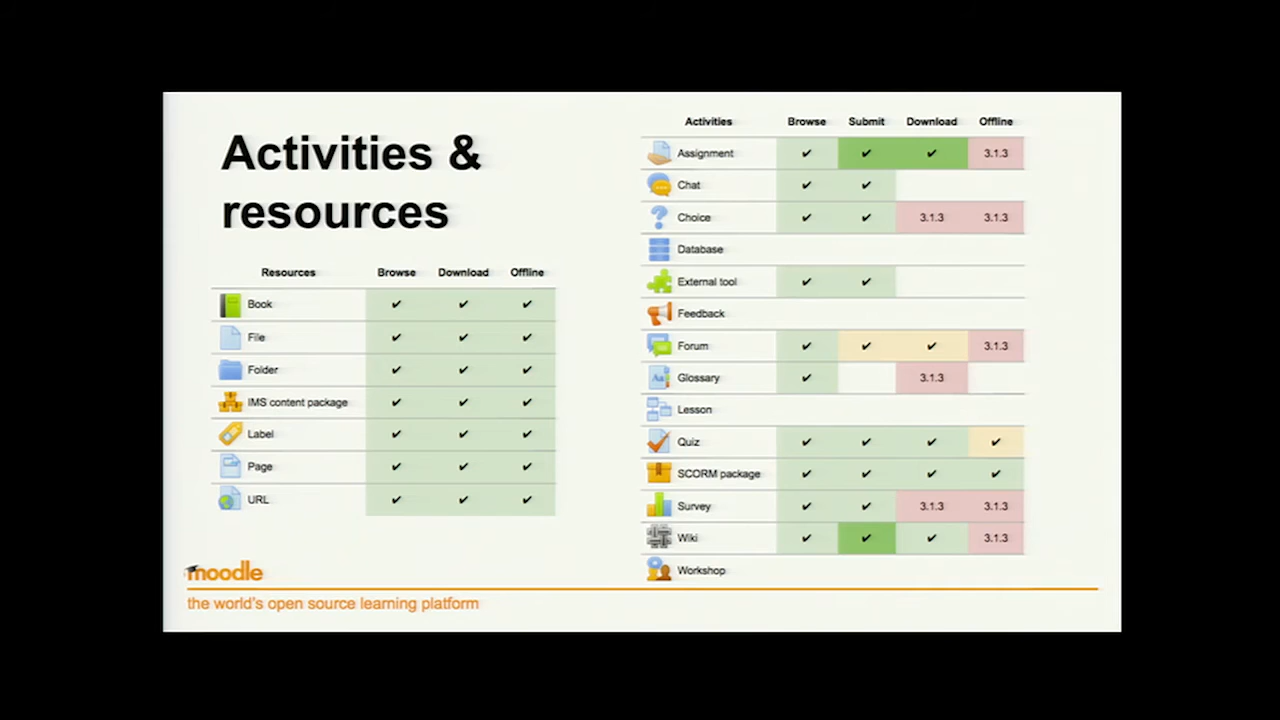 Activities &
resources
Resources Browse Download Offline
Book ✔ ✔ ✔
File ✔ ✔ ✔
Folder ✔ ✔ ✔
IMS content package ✔ ✔ ✔
Label ✔ ✔ ✔
Page ✔ ✔ ✔
URL ✔ ✔ ✔
Activities Browse Submit Download Offline
Assignment ✔ ✔ ✔ 3.1.3
Chat ✔ ✔
Choice ✔ ✔ 3.1.3 3.1.3
Database
External tool ✔ ✔
Feedback
Forum ✔ ✔ ✔ 3.1.3
Glossary ✔ 3.1.3
Lesson
Quiz ✔ ✔ ✔ ✔
SCORM package ✔ ✔ ✔ ✔
Survey ✔ ✔ 3.1.3 3.1.3
Wiki ✔ ✔ ✔ 3.1.3
Workshop
moodle
the world's open source learning platform